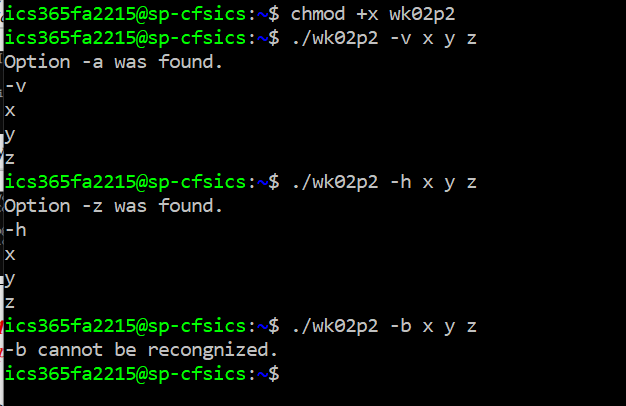 ics365fa2215@sp-cfsics:~$ chmod +x wk02p2
ics365fa2215@sp-cfsics:~$ ./wk02p2 -v x y z
Option -a was found.
-v
x
y
z
ics365fa2215@sp-cfsics:~$ ./wk02p2 -h x y z
Option -z was found.
-h
x
y
z
ics365fa2215@sp-cfsics:~$ ./wk02p2 -b x y z
-b cannot be recongnized.
ics365fa2215@sp-cfsics:~$